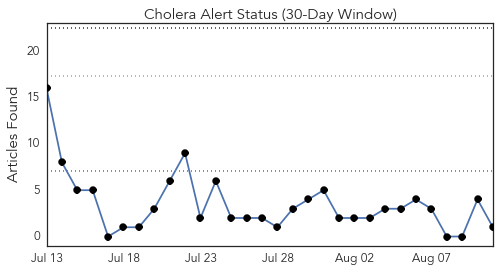 Cholera Alert Status (30-Day Window)
Articles Found
20
15
10
5
0
Jul 13 Jul 18 Jul 23 Jul 28 Aug 02 Aug 07